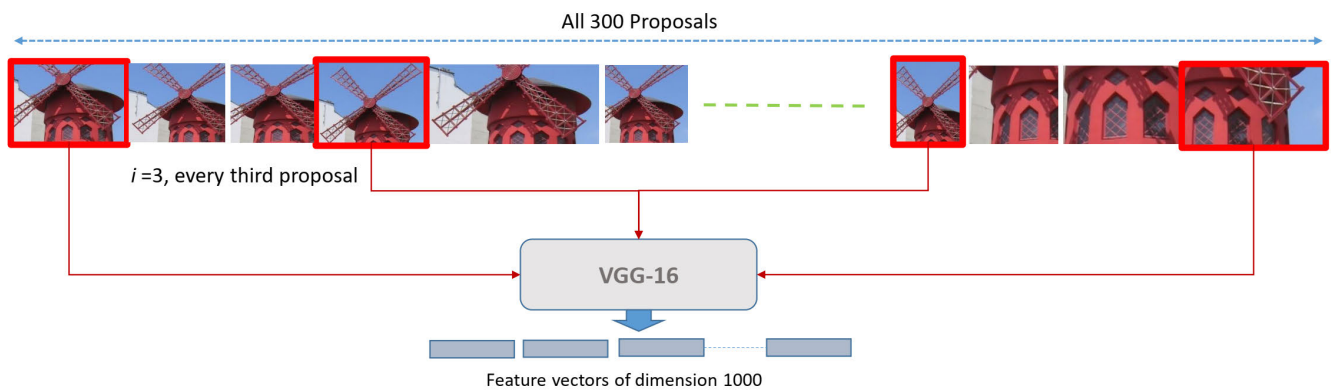 All 300 Proposals
i =3, every third proposal
VGG-16
Feature vectors of dimension 1000